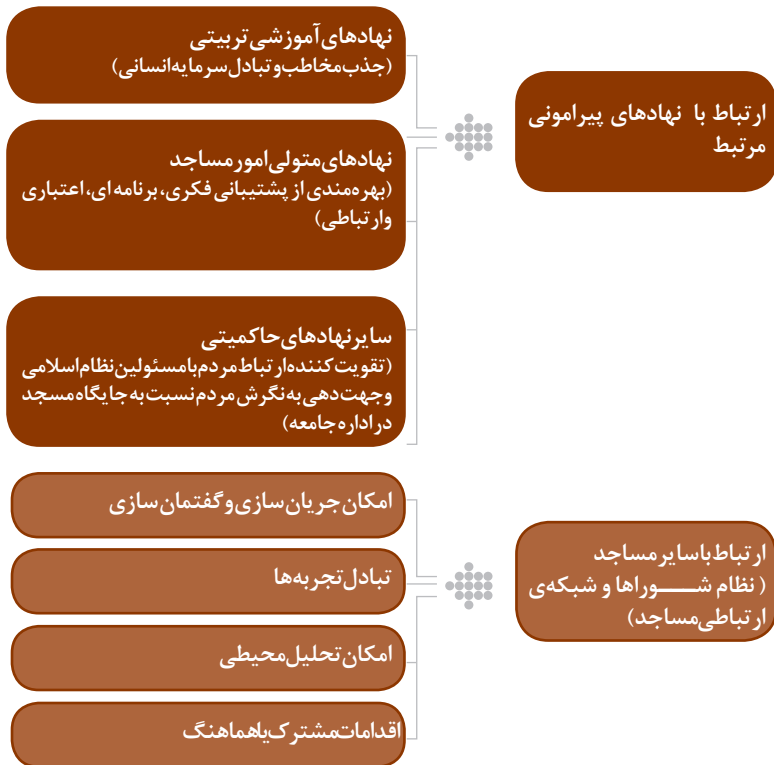 ارتباط با نهادهای پیرامونی
مرتبط
نهادهای آموزشی تربیتی
(جذب مخاطب و تبادل سرمایه انسانی)
نهادهای متولی امور مساجد
(بهره‌مندی از پشتیبانی فکری، برنامه‌ای، اعتباری
وارتباطی)
سایر نهادهای حاکمیتی
(تقویت کننده ارتباط مردم با مسئولین نظام اسلامی
و جهت دهی به نگرش مردم نسبت به جایگاه مسجد
در اداره جامعه)
ارتباط با سایر مساجد
( نظام شـــوراها و شبکه‌ی
ارتباطی مساجد)
امکان جریان سازی و گفتمان سازی
تبادل تجربه‌ها
امکان تحلیل محیطی
اقدامات مشترک یا هماهنگ